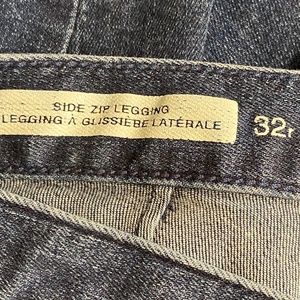 SIDE ZIP LEGGING
LEGGING À GLISSIÈRE LATÉRALE
32r